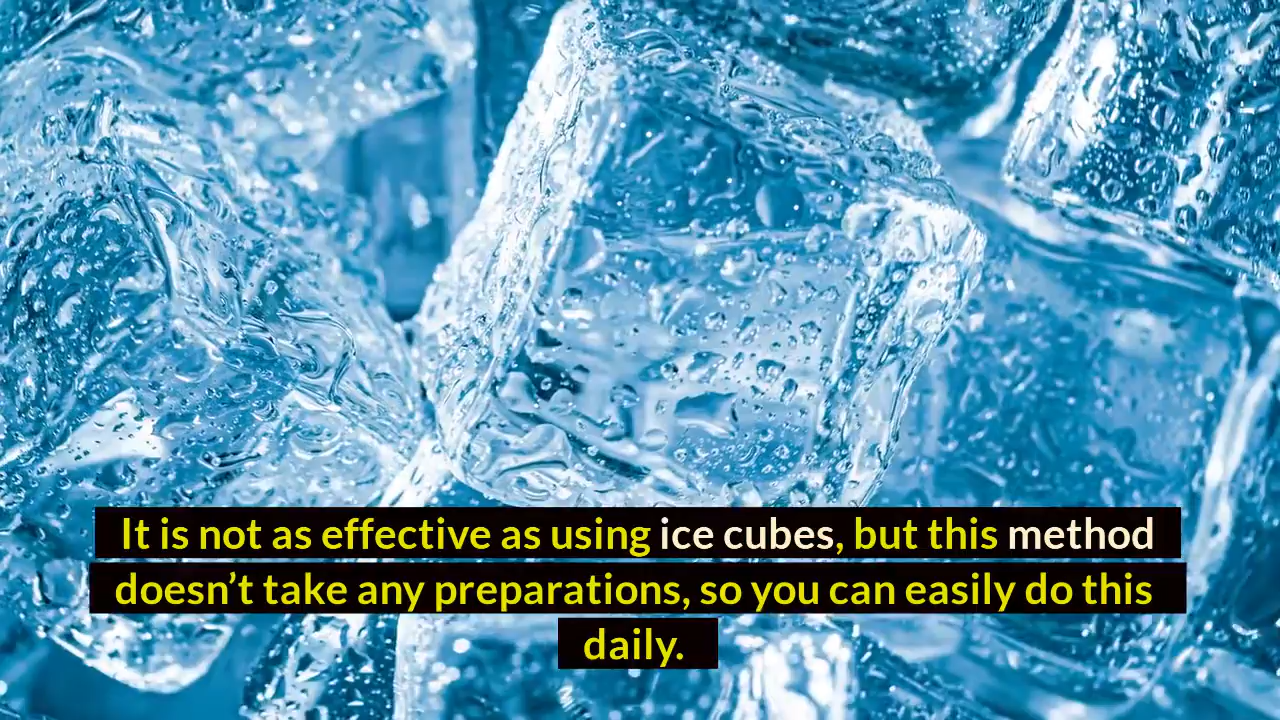 It is not as effective as using ice cubes, but this method
doesn’t take any preparations, so you can easily do this
daily.